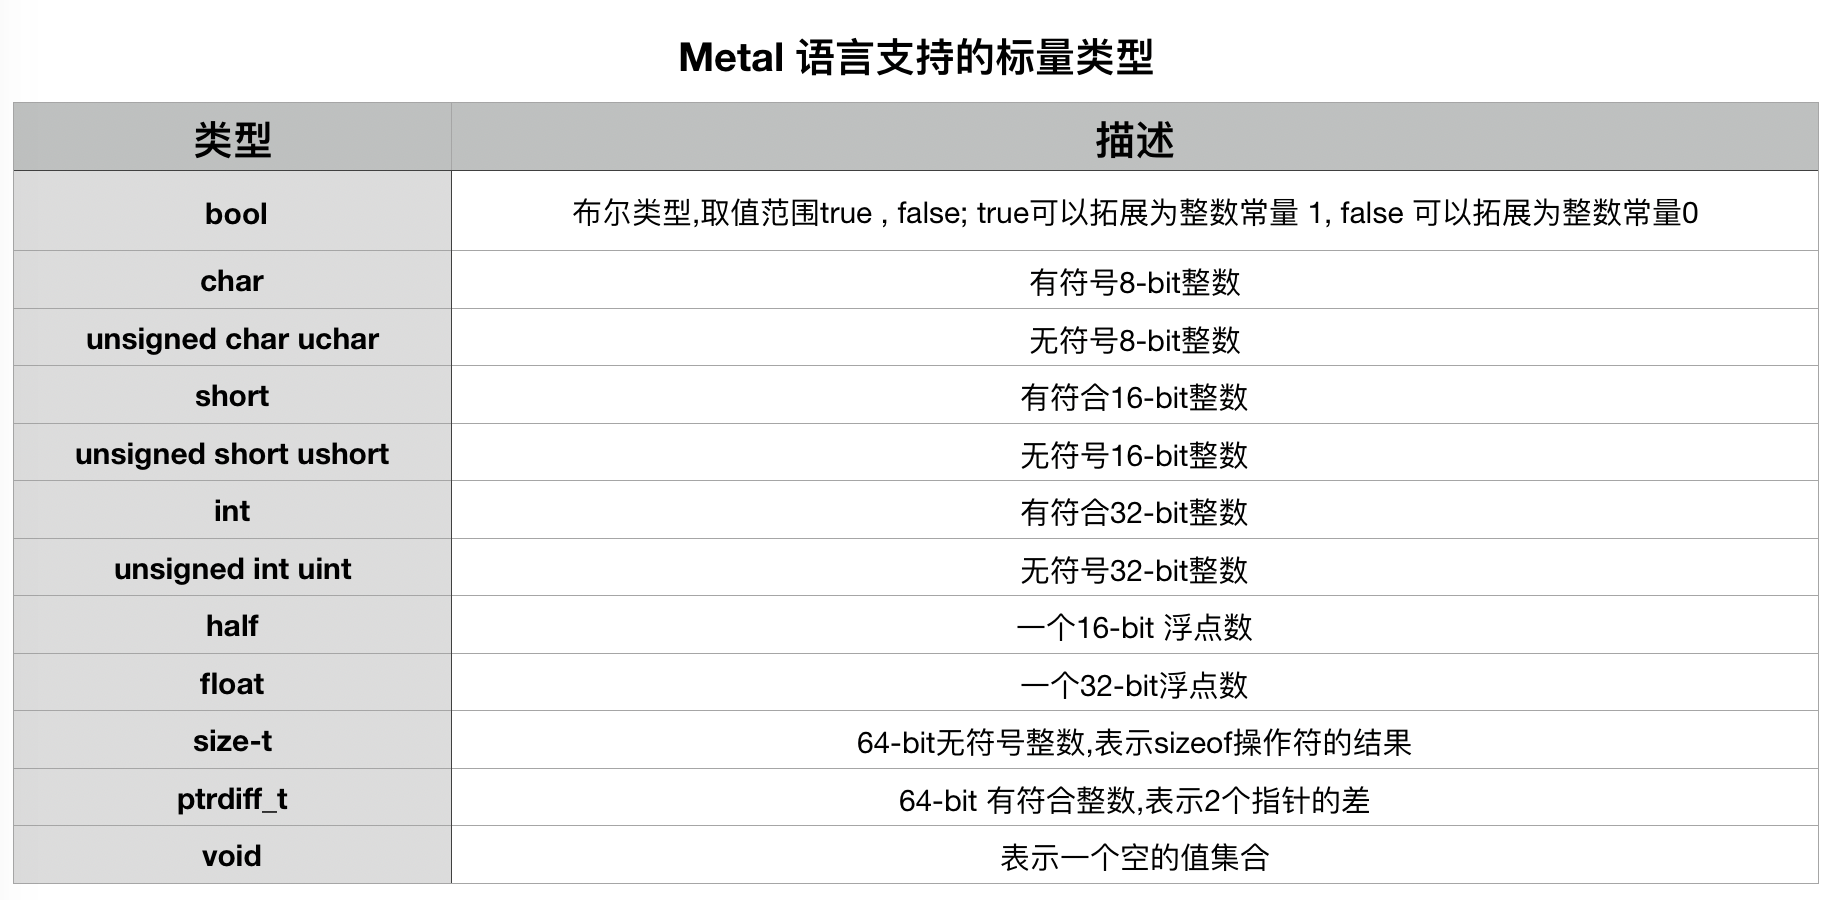 Metal 语言支持的标量类型
类型 描述
bool 布尔类型,取值范围true , false; true可以拓展为整数常量 1, false 可以拓展为整数常量0
char 有符号8-bit整数
unsigned char uchar 无符号8-bit整数
short 有符合16-bit整数
unsigned short ushort 无符号16-bit整数
int 有符合32-bit整数
unsigned int uint 无符号32-bit整数
half 一个16-bit 浮点数
float 一个32-bit浮点数
size-t 64-bit无符号整数,表示sizeof操作符的结果
ptrdiff_t 64-bit 有符合整数,表示2个指针的差
void 表示一个空的值集合